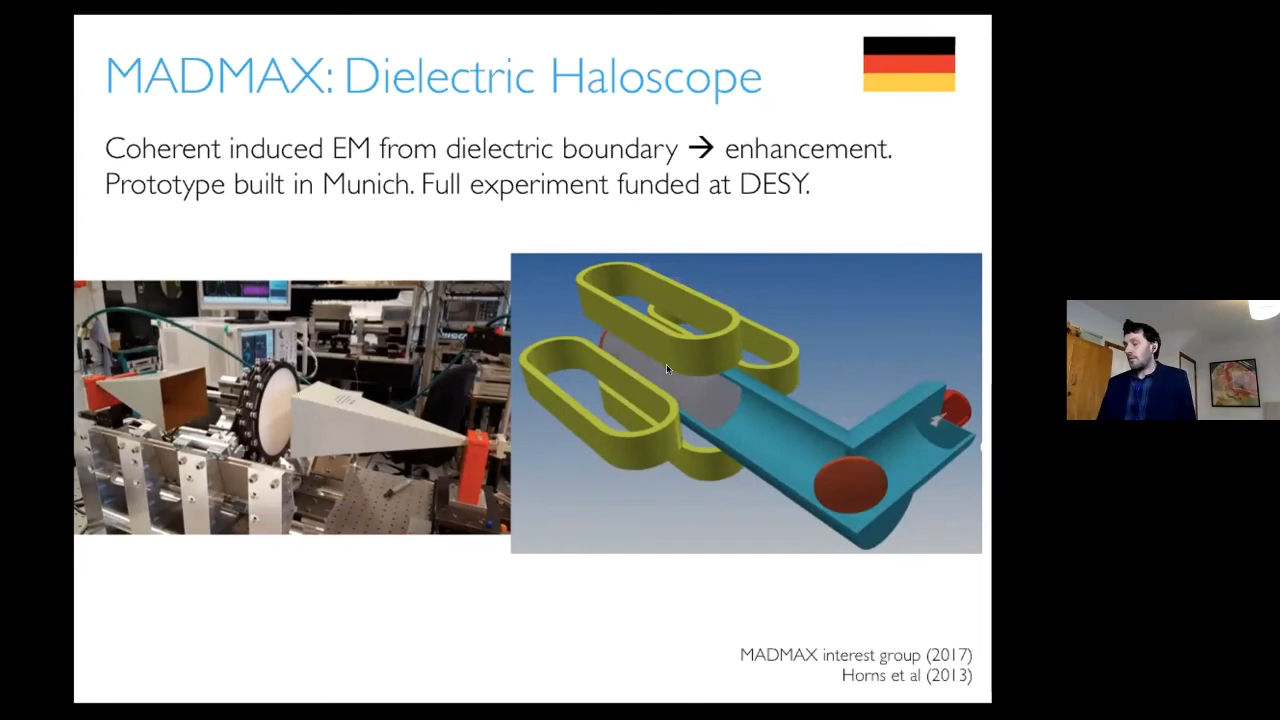 MADMAX: Dielectric Haloscope
Coherent induced EM from dielectric boundary → enhancement.
Prototype built in Munich. Full experiment funded at DESY.
MADMAX interest group (2017)
Horns et al (2013)